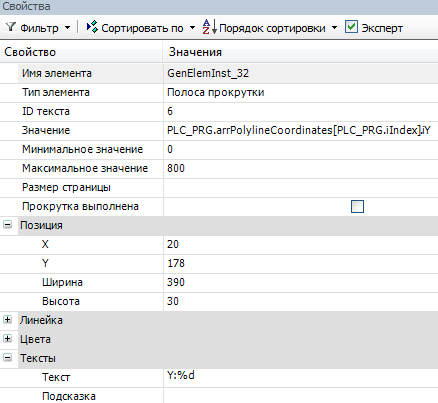 Свойства
Фильтр Сортировать по Порядок сортировки Эксперт
Свойство Значения
Имя элемента GenElemInst_32
Тип элемента Полоса прокрутки
ID текста 6
Значение PLC_PRG.arrPolylineCoordinates[PLC_PRG.iIndex].iY
Минимальное значение 0
Максимальное значение 800
Размер страницы
Прокрутка выполнена
Позиция
X 20
Y 178
Ширина 390
Высота 30
Линейка
Цвета
Тексты
Текст Y:%d
Подсказка